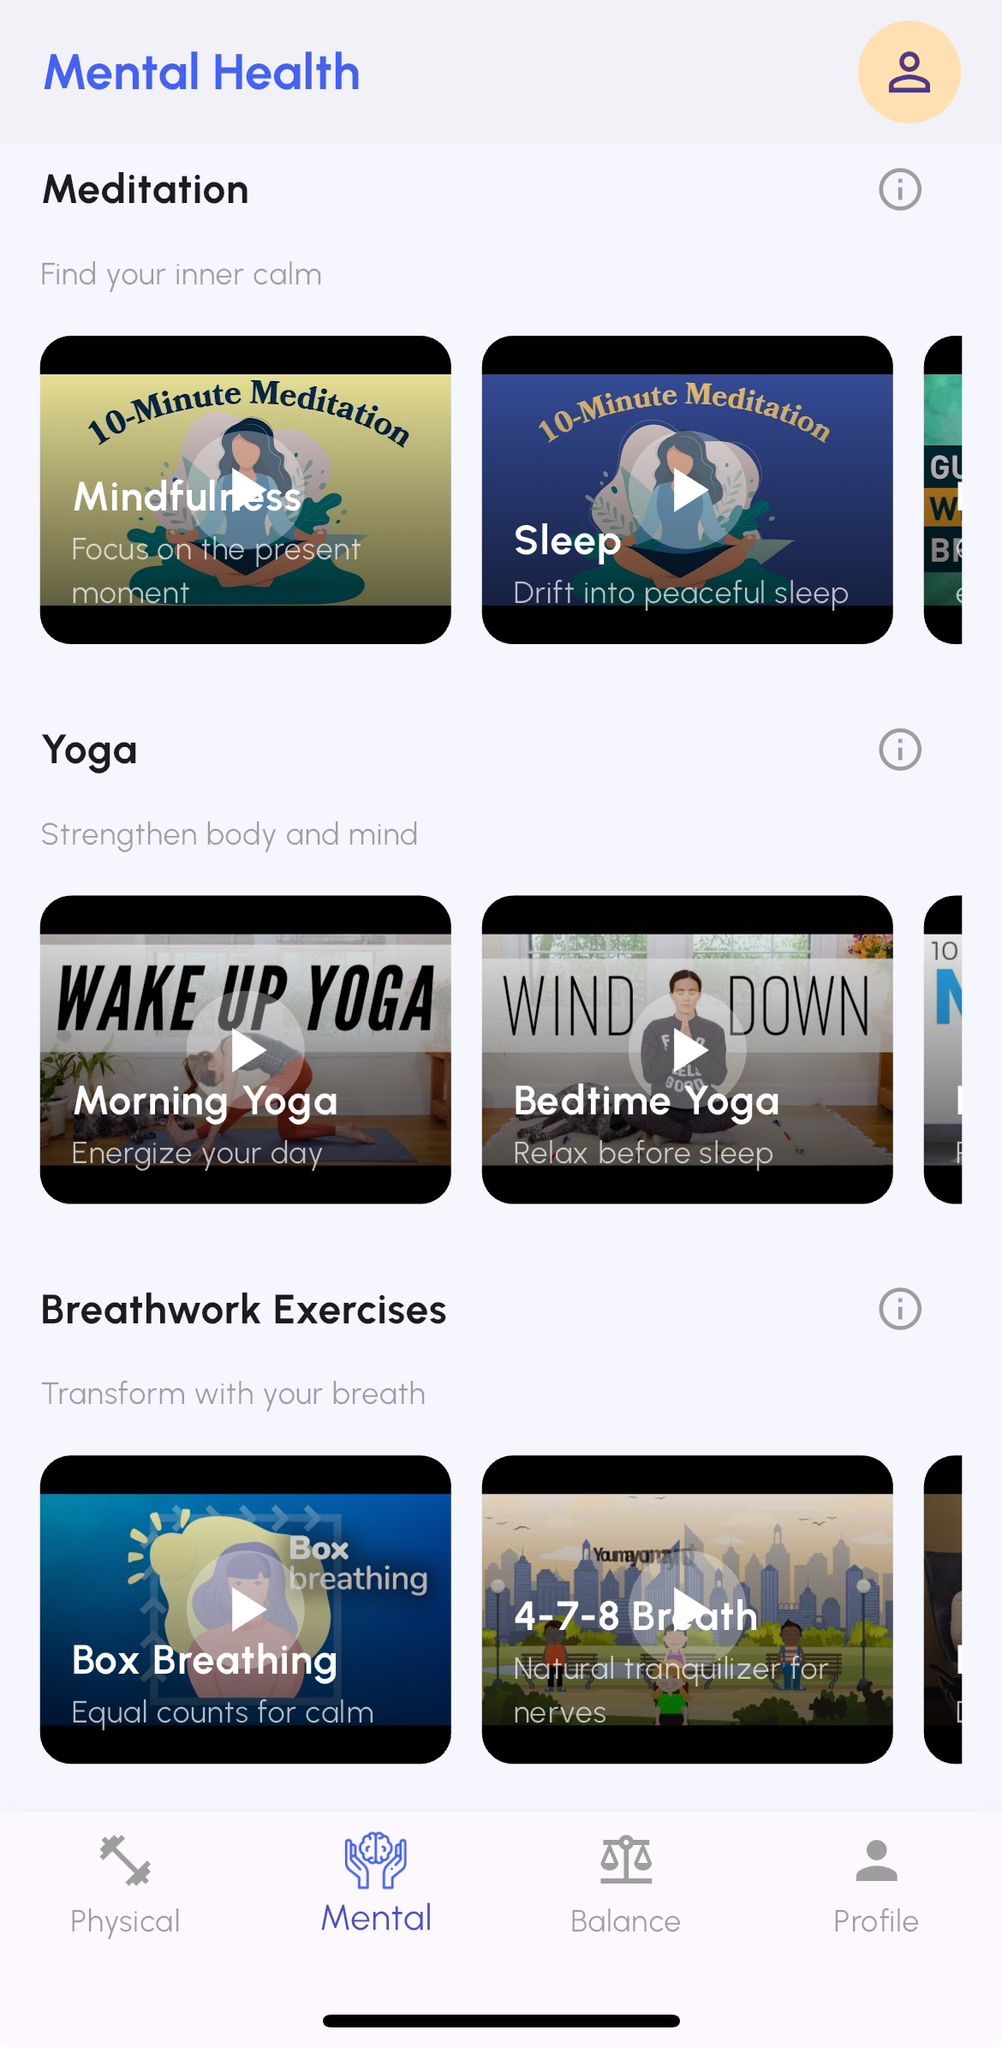 Mental Health
Meditation
Find your inner calm
10-Minute Meditation
Mindfulness
Focus on the present
moment
10-Minute Meditation
Sleep
Drift into peaceful sleep
Yoga
Strengthen body and mind
WAKE UP YOGA
Morning Yoga
Energize your day
WIND DOWN
Bedtime Yoga
Relax before sleep
10
Breathwork Exercises
Transform with your breath
Box
breathing
Box Breathing
Equal counts for calm
4-7-8 Breath
Natural tranquilizer for
nerves
Physical
Mental
Balance
Profile